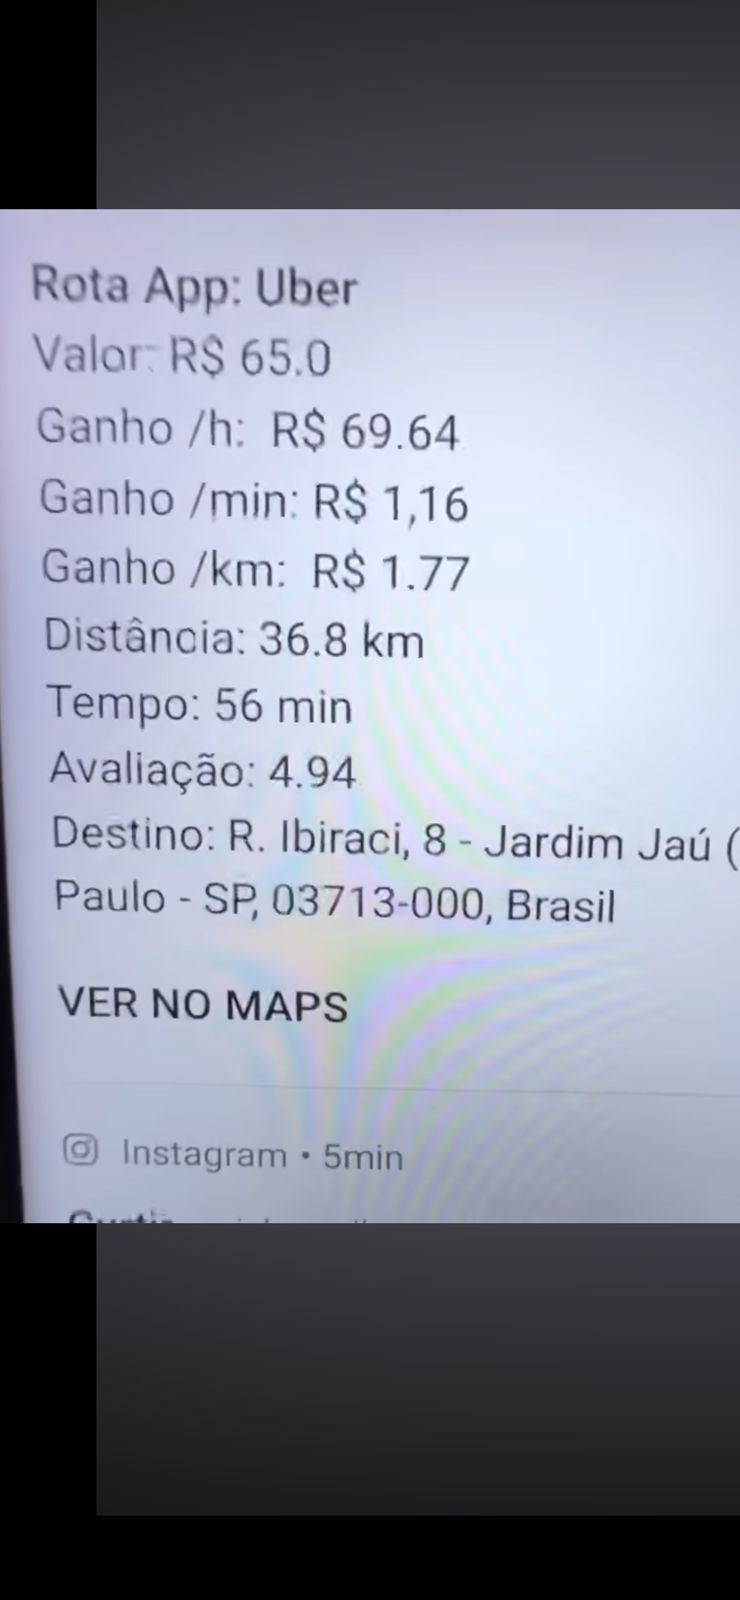 Rota App: Uber
Valor: R$ 65.0
Ganho /h: R$ 69.64
Ganho /min: R$ 1,16
Ganho /km: R$ 1.77
Distância: 36.8 km
Tempo: 56 min
Avaliação: 4.94
Destino: R. Ibiraci, 8 - Jardim Jaú (
Paulo - SP, 03713-000, Brasil
VER NO MAPS
Instagram • 5min